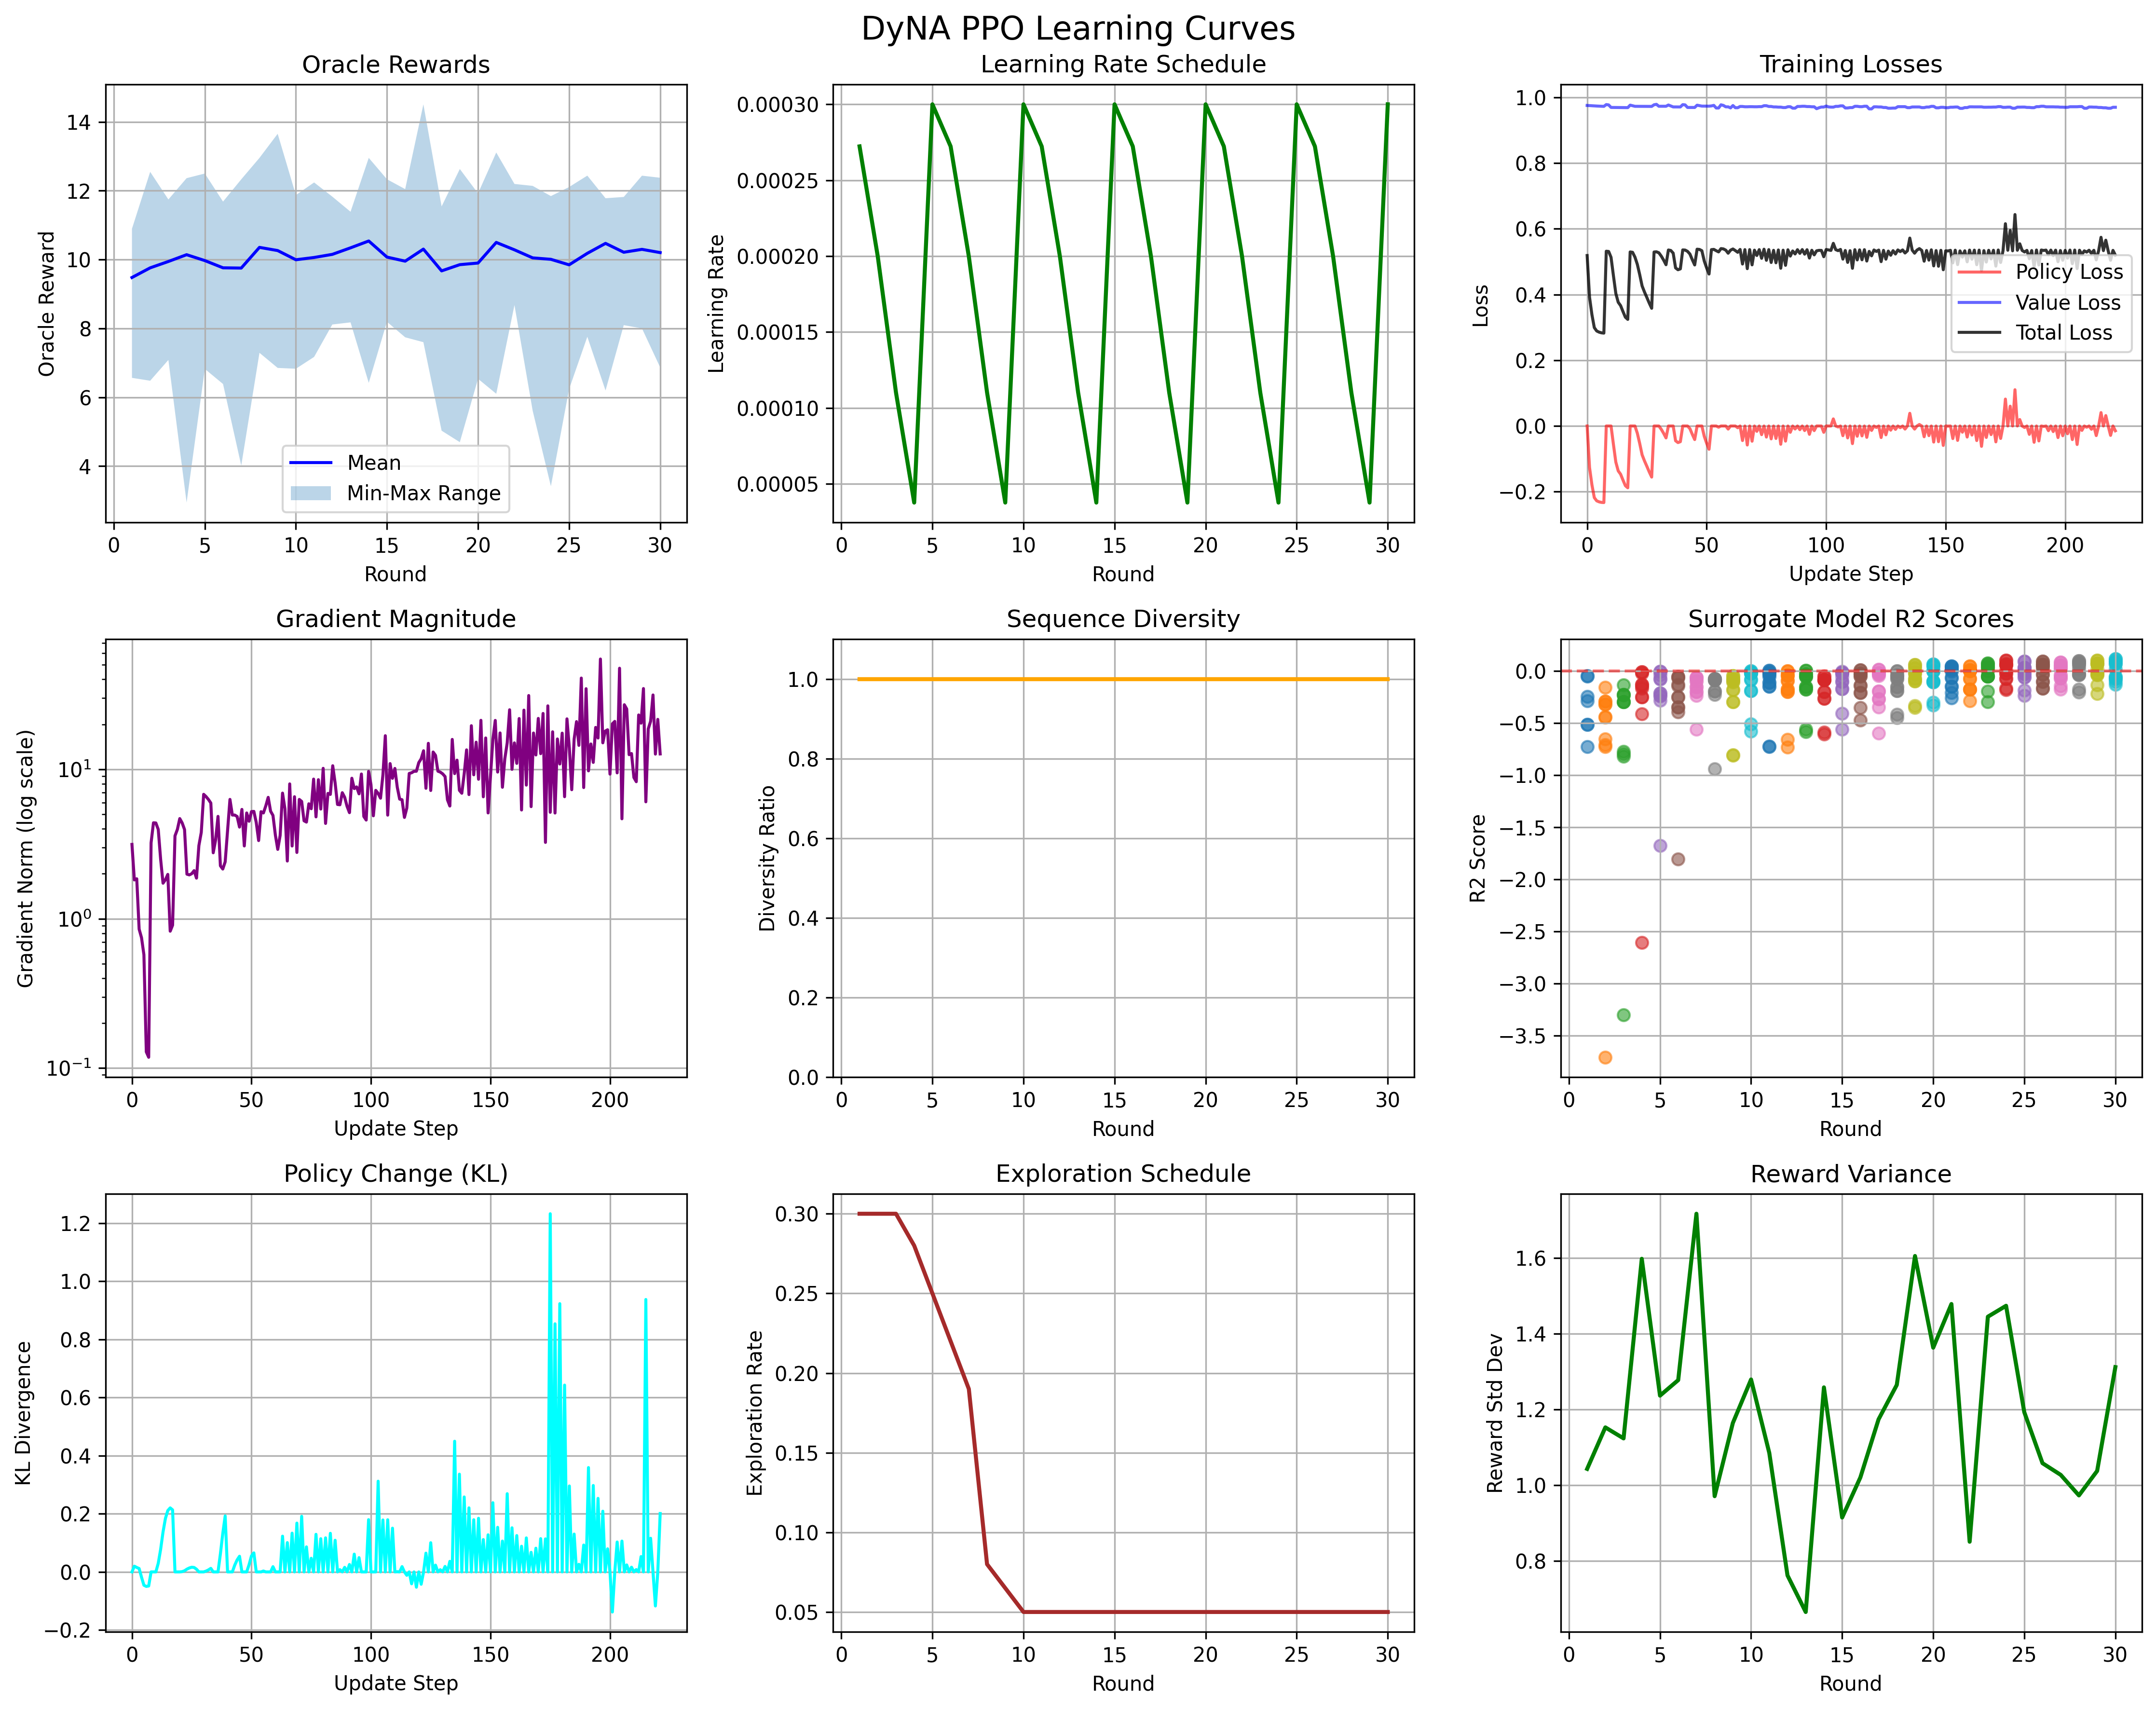 DyNA PPO Learning Curves
Oracle Rewards
Oracle Reward
14
12
10
8
6
4
Mean
Min-Max Range
0 5 10 15 20 25 30
Round
Learning Rate Schedule
Learning Rate
0.00030
0.00025
0.00020
0.00015
0.00010
0.00005
0 5 10 15 20 25 30
Round
Training Losses
Loss
1.0
0.8
0.6
0.4
0.2
0.0
−0.2
Policy Loss
Value Loss
Total Loss
0 50 100 150 200
Update Step
Gradient Magnitude
Gradient Norm (log scale)
10¹
10⁰
10⁻¹
0 50 100 150 200
Update Step
Sequence Diversity
Diversity Ratio
1.0
0.8
0.6
0.4
0.2
0.0
0 5 10 15 20 25 30
Round
Surrogate Model R2 Scores
R2 Score
0.0
−0.5
−1.0
−1.5
−2.0
−2.5
−3.0
−3.5
0 5 10 15 20 25 30
Round
Policy Change (KL)
KL Divergence
1.2
1.0
0.8
0.6
0.4
0.2
0.0
−0.2
0 50 100 150 200
Update Step
Exploration Schedule
Exploration Rate
0.30
0.25
0.20
0.15
0.10
0.05
0 5 10 15 20 25 30
Round
Reward Variance
Reward Std Dev
1.6
1.4
1.2
1.0
0.8
0 5 10 15 20 25 30
Round